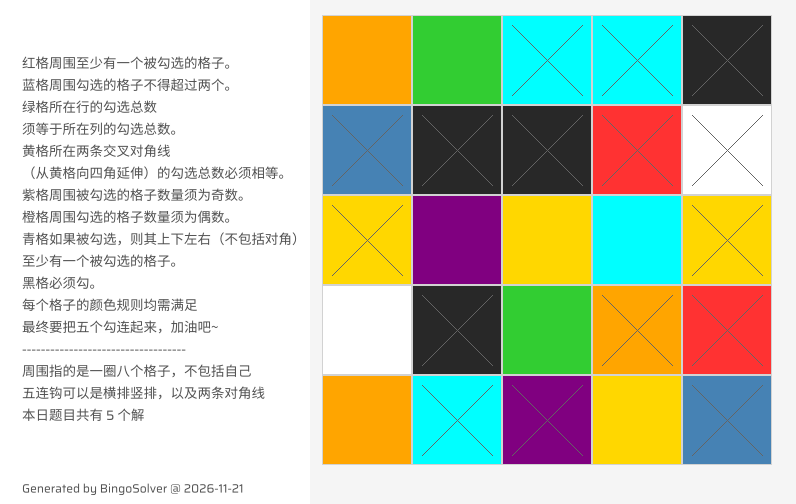 红格周围至少有一个被勾选的格子。
蓝格周围勾选的格子不得超过两个。
绿格所在行的勾选总数
须等于所在列的勾选总数。
黄格所在两条交叉对角线
（从黄格向四角延伸）的勾选总数必须相等。
紫格周围被勾选的格子数量须为奇数。
橙格周围勾选的格子数量须为偶数。
青格如果被勾选，则其上下左右（不包括对角）
至少有一个被勾选的格子。
黑格必须勾。
每个格子的颜色规则均需满足
最终要把五个勾连起来，加油吧~
-----------------------------------
周围指的是一圈八个格子，不包括自己
五连钩可以是横排竖排，以及两条对角线
本日题目共有 5 个解
Generated by BingoSolver @ 2026-11-21